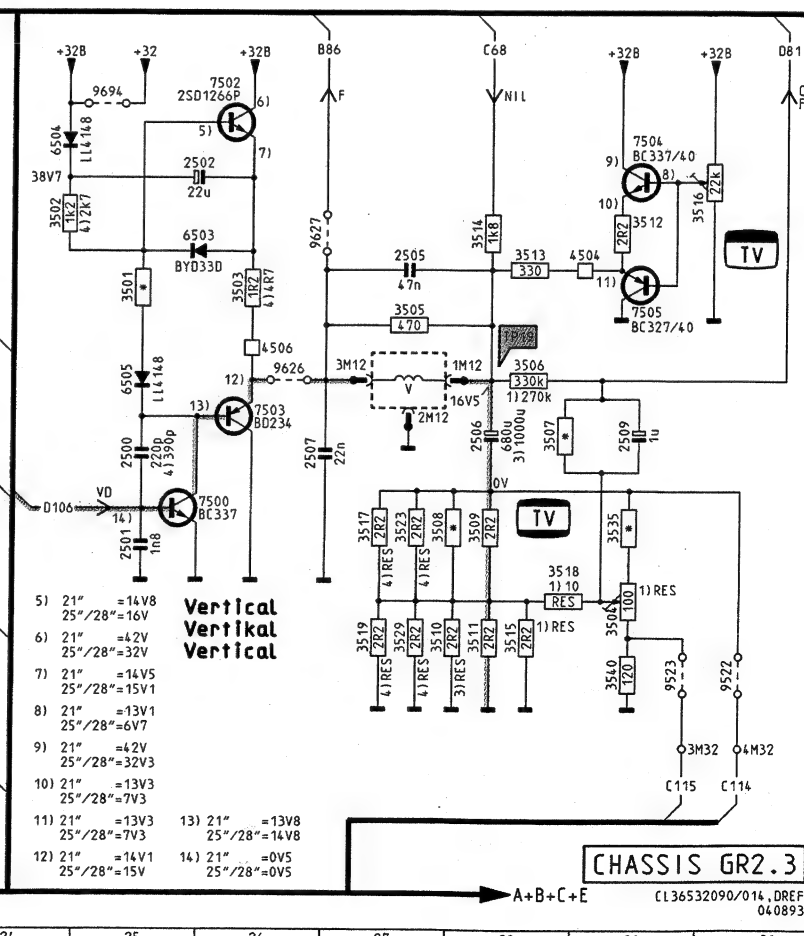 B86
C68
D81
+32B
+32
+32B
+32B
+32B
9694
7502
2SD1266P
6)
F
NIL
6504
LL4148
5)
7)
7504
BC337/40
9)
8)
38V7
2502
22u
3502
1k2
4)2k7
10)
3512
2R2
3516
22k
6503
BYD33D
9627
3514
1k8
TV
3501
*
3503
1R2
4)4R7
2505
47n
3513
330
4504
11)
3505
470
7505
BC327/40
4506
TP19
6505
LL4148
12)
9626
3M12
V
1M12
2M12
16V5
3506
330k
1)270k
13)
7503
BD234
2500
220p
4)390p
2507
22n
2506
680u
3)1000u
3507
*
2509
1u
0V
D106
VD
14)
7500
BC337
2501
1n8
3517
2R2
4)RES
3523
2R2
4)RES
3508
*
3509
2R2
TV
3535
*
3518
1)10
RES
3504
100
1)RES
3519
2R2
4)RES
3529
2R2
4)RES
3510
2R2
3)RES
3511
2R2
3515
2R2
1)RES
3540
120
9523
9522
3M32
4M32
C115
C114
Vertical
Vertikal
Vertical
5) 21" =14V8
25"/28"=16V
6) 21" =42V
25"/28"=32V
7) 21" =14V5
25"/28"=15V1
8) 21" =13V1
25"/28"=6V7
9) 21" =42V
25"/28"=32V3
10) 21" =13V3
25"/28"=7V3
11) 21" =13V3
25"/28"=7V3
12) 21" =14V1
25"/28"=15V
13) 21" =13V8
25"/28"=14V8
14) 21" =0V5
25"/28"=0V5
CHASSIS GR2.3
A+B+C+E
CL36532090/014,DREF
040893